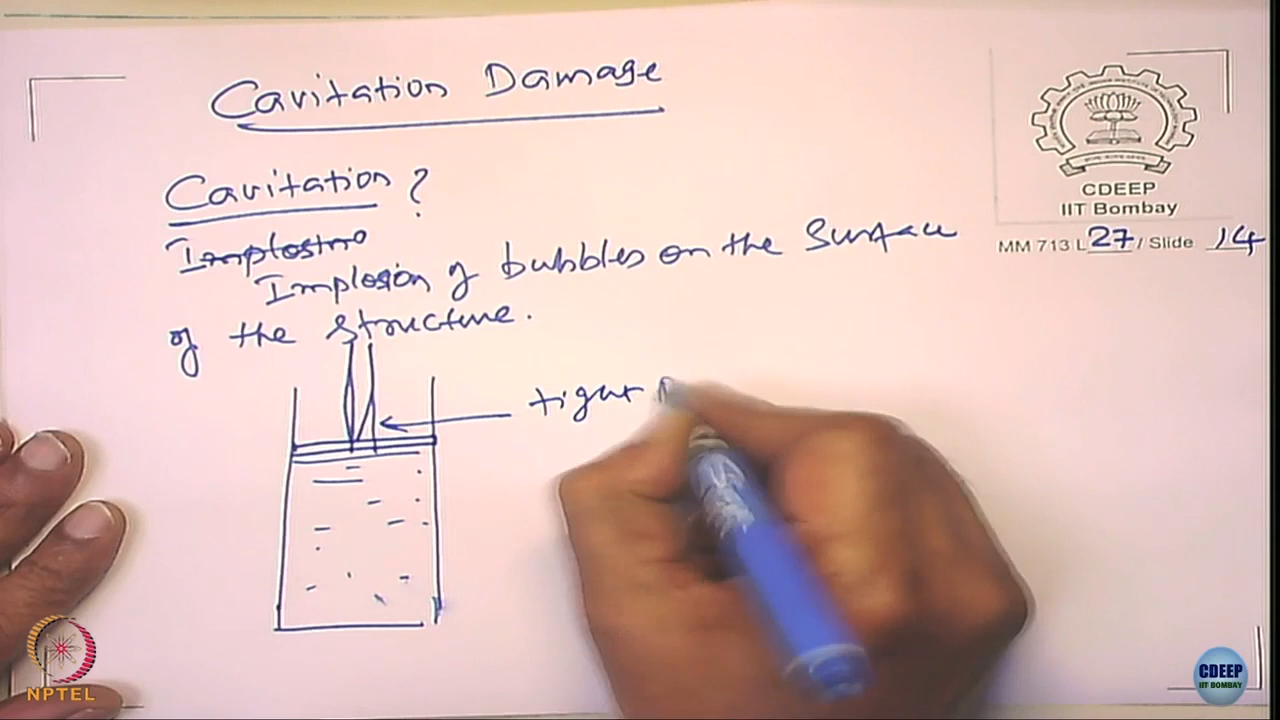 Cavitation Damage
Cavitation ?
Implosion of bubbles on the surface
of the structure.
tight
CDEEP
IIT Bombay
MM 713 L 27 / Slide 14
NPTEL
CDEEP
IIT BOMBAY